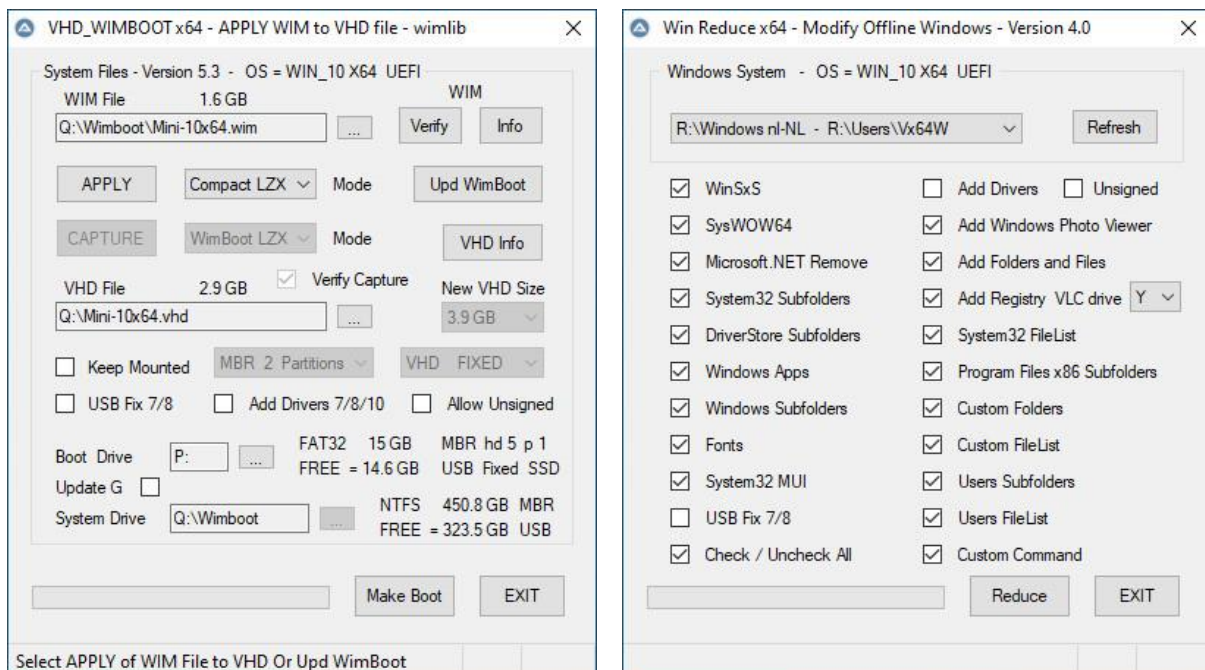 VHD_WIMBOOT x64 - APPLY WIM to VHD file - wimlib
System Files - Version 5.3 - OS = WIN_10 X64 UEFI
WIM File 1.6 GB WIM
Q:\Wimboot\Mini-10x64.wim ... Verify Info
APPLY Compact LZX Mode Upd WimBoot
CAPTURE WimBoot LZX Mode VHD Info
VHD File 2.9 GB Verify Capture New VHD Size
Q:\Mini-10x64.vhd ... 3.9 GB
Keep Mounted MBR 2 Partitions VHD FIXED
USB Fix 7/8 Add Drivers 7/8/10 Allow Unsigned
Boot Drive P: ... FAT32 15 GB MBR hd 5 p 1
FREE = 14.6 GB USB Fixed SSD
Update G
System Drive Q:\Wimboot ... NTFS 450.8 GB MBR
FREE = 323.5 GB USB
Make Boot EXIT
Select APPLY of WIM File to VHD Or Upd WimBoot
Win Reduce x64 - Modify Offline Windows - Version 4.0
Windows System - OS = WIN_10 X64 UEFI
R:\Windows nl-NL - R:\Users\Vx64W Refresh
WinSxS Add Drivers Unsigned
SysWOW64 Add Windows Photo Viewer
Microsoft.NET Remove Add Folders and Files
System32 Subfolders Add Registry VLC drive Y
DriverStore Subfolders System32 FileList
Windows Apps Program Files x86 Subfolders
Windows Subfolders Custom Folders
Fonts Custom FileList
System32 MUI Users Subfolders
USB Fix 7/8 Users FileList
Check / Uncheck All Custom Command
Reduce EXIT